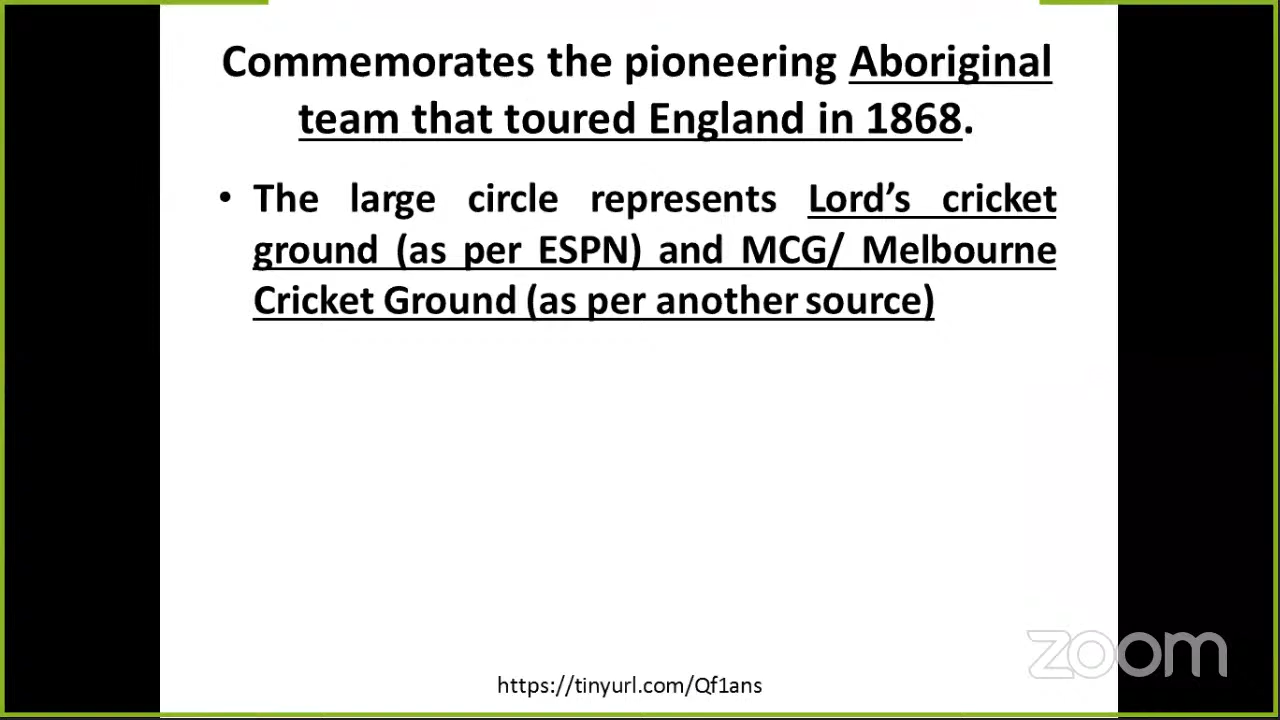 Commemorates the pioneering Aboriginal
team that toured England in 1868.
• The large circle represents Lord’s cricket
ground (as per ESPN) and MCG/ Melbourne
Cricket Ground (as per another source)
zoom
https://tinyurl.com/Qf1ans